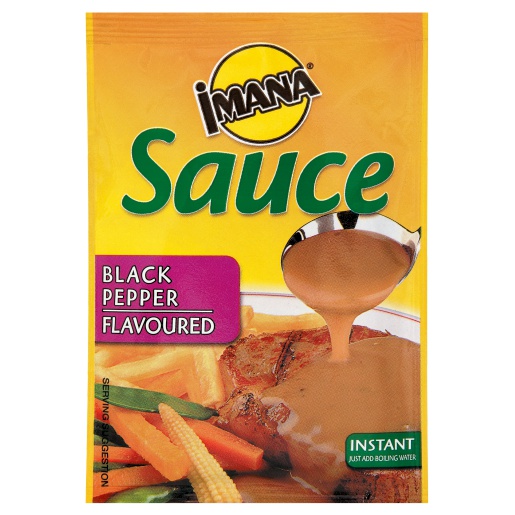 iMANA®
Sauce
BLACK
PEPPER
FLAVOURED
SERVING SUGGESTION
INSTANT
JUST ADD BOILING WATER